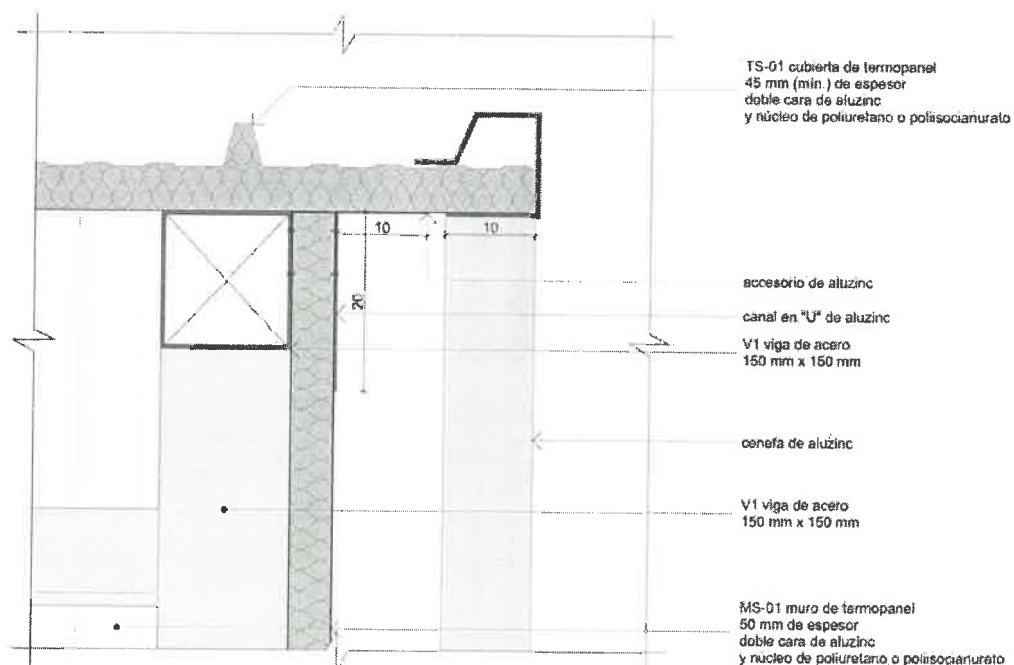 TS-01 cubierta de termopanel
45 mm (mín.) de espesor
doble cara de aluzinc
y núcleo de poliuretano o poliisocianurato
10
10
20
accesorio de aluzinc
canal en "U" de aluzinc
V1 viga de acero
150 mm x 150 mm
cenefa de aluzinc
V1 viga de acero
150 mm x 150 mm
MS-01 muro de termopanel
50 mm de espesor
doble cara de aluzinc
y núcleo de poliuretano o poliisocianurato